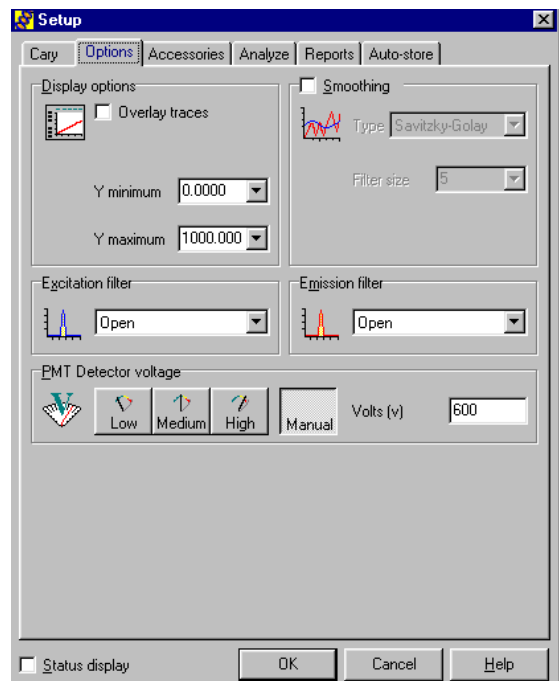 Setup
Cary Options Accessories Analyze Reports Auto-store
Display options
Overlay traces
Y minimum 0.0000
Y maximum 1000.000
Smoothing
Type Savitzky-Golay
Filter size 5
Excitation filter
Open
Emission filter
Open
PMT Detector voltage
Low Medium High Manual Volts (v) 600
Status display OK Cancel Help